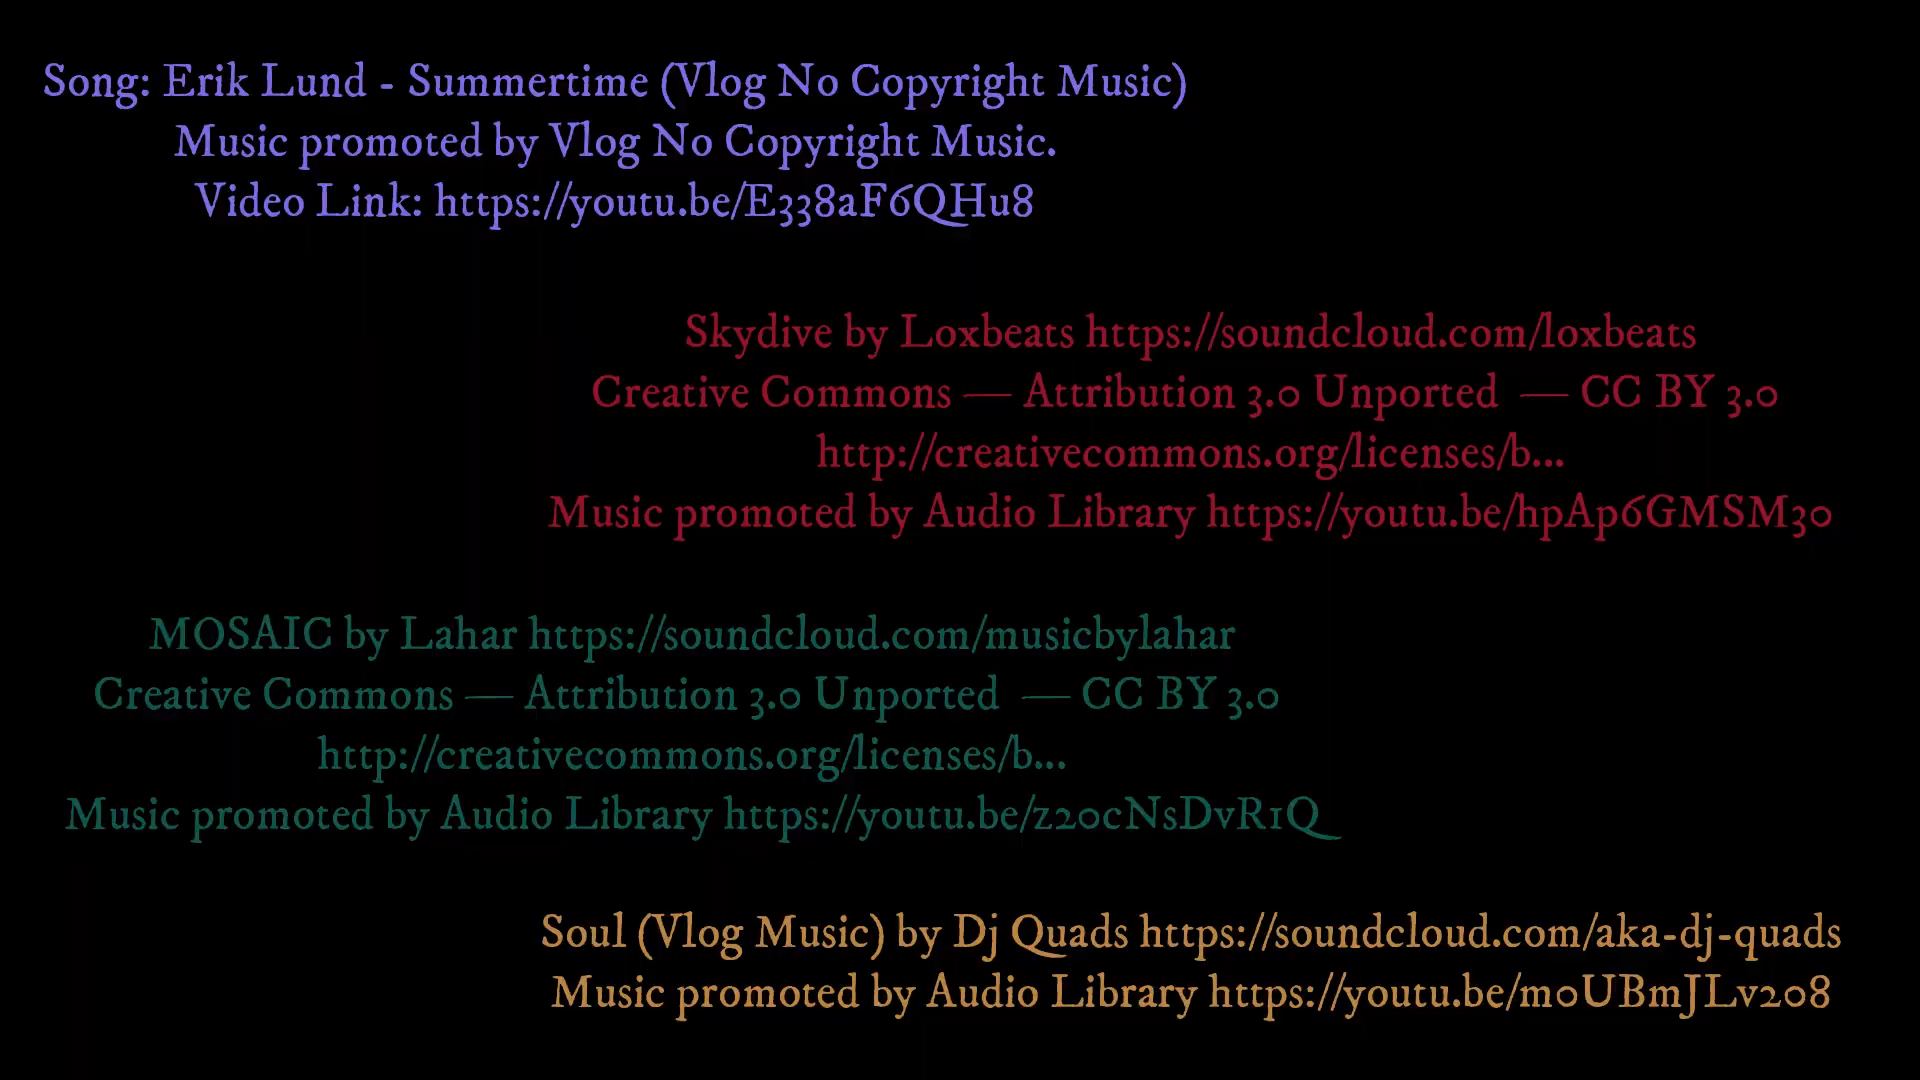 Song: Erik Lund - Summertime (Vlog No Copyright Music)
Music promoted by Vlog No Copyright Music.
Video Link: https://youtu.be/E338aF6QHu8
Skydive by Loxbeats https://soundcloud.com/loxbeats
Creative Commons — Attribution 3.0 Unported — CC BY 3.0
http://creativecommons.org/licenses/b...
Music promoted by Audio Library https://youtu.be/hpAp6GMSM30
MOSAIC by Lahar https://soundcloud.com/musicbylahar
Creative Commons — Attribution 3.0 Unported — CC BY 3.0
http://creativecommons.org/licenses/b...
Music promoted by Audio Library https://youtu.be/z20cNsDvR1Q
Soul (Vlog Music) by Dj Quads https://soundcloud.com/aka-dj-quads
Music promoted by Audio Library https://youtu.be/m0UBmJLv208